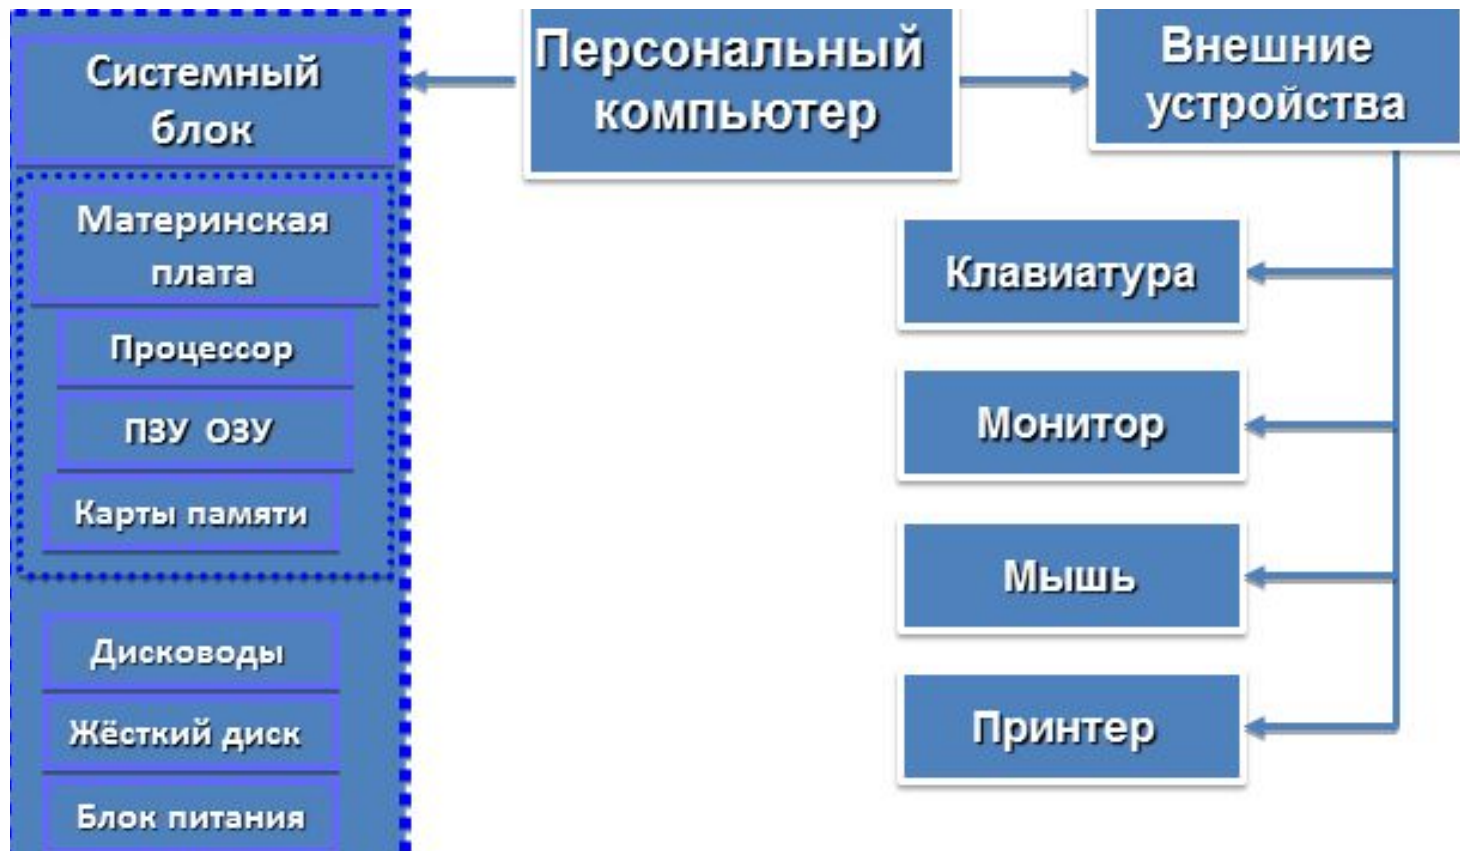 Системный
блок
Материнская
плата
Процессор
ПЗУ ОЗУ
Карты памяти
Дисководы
Жёсткий диск
Блок питания
Персональный
компьютер
Внешние
устройства
Клавиатура
Монитор
Мышь
Принтер